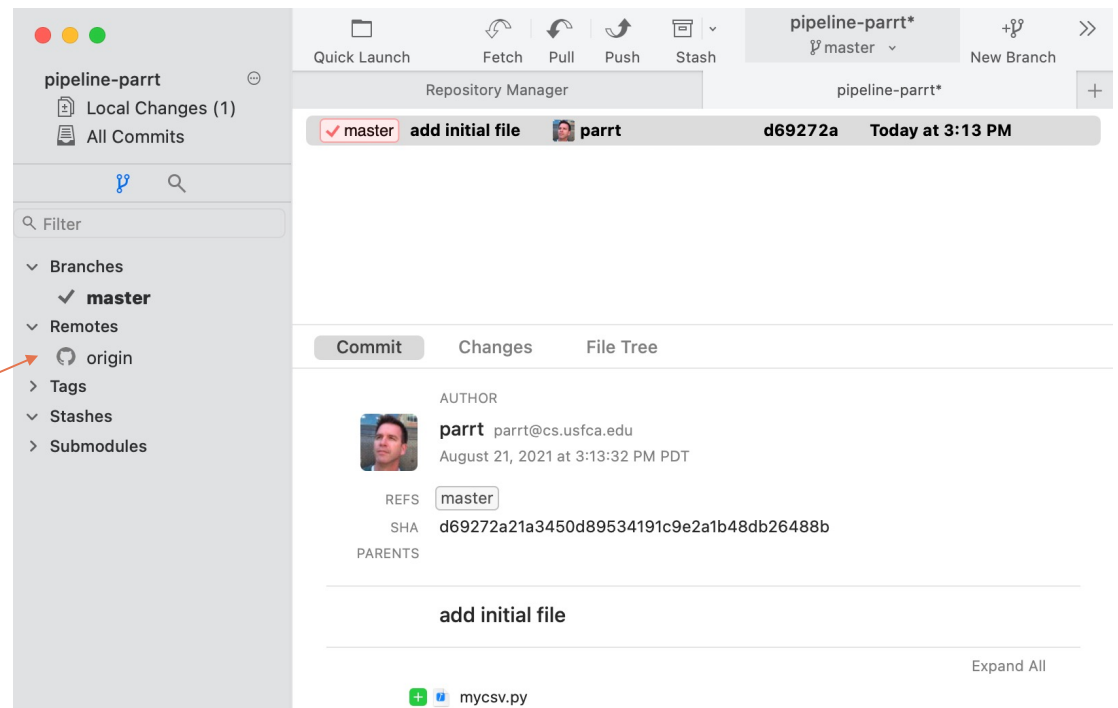 pipeline-parrt
Local Changes (1)
All Commits
Filter
Branches
master
Remotes
origin
Tags
Stashes
Submodules
Quick Launch
Fetch
Pull
Push
Stash
pipeline-parrt*
master
New Branch
Repository Manager
pipeline-parrt*
master add initial file parrt d69272a Today at 3:13 PM
Commit Changes File Tree
AUTHOR
parrt parrt@cs.usfca.edu
August 21, 2021 at 3:13:32 PM PDT
REFS master
SHA d69272a21a3450d89534191c9e2a1b48db26488b
PARENTS
add initial file
Expand All
mycsv.py